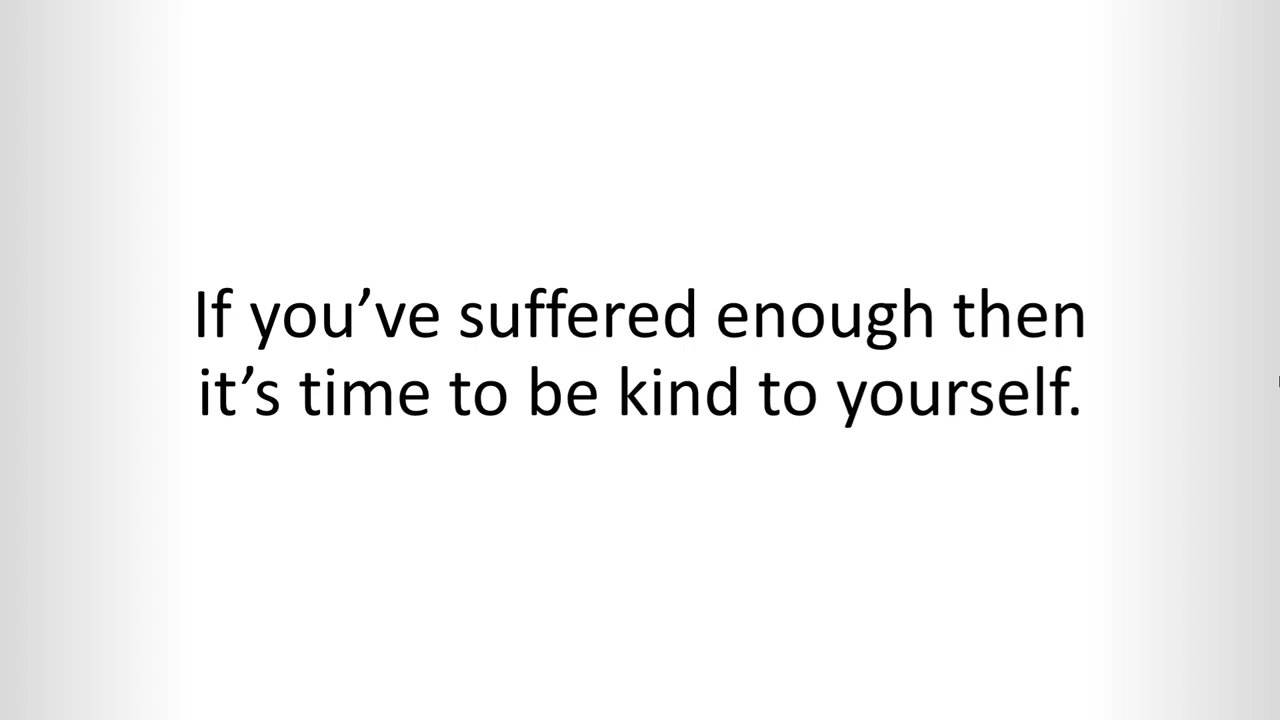 If you’ve suffered enough then
it’s time to be kind to yourself.